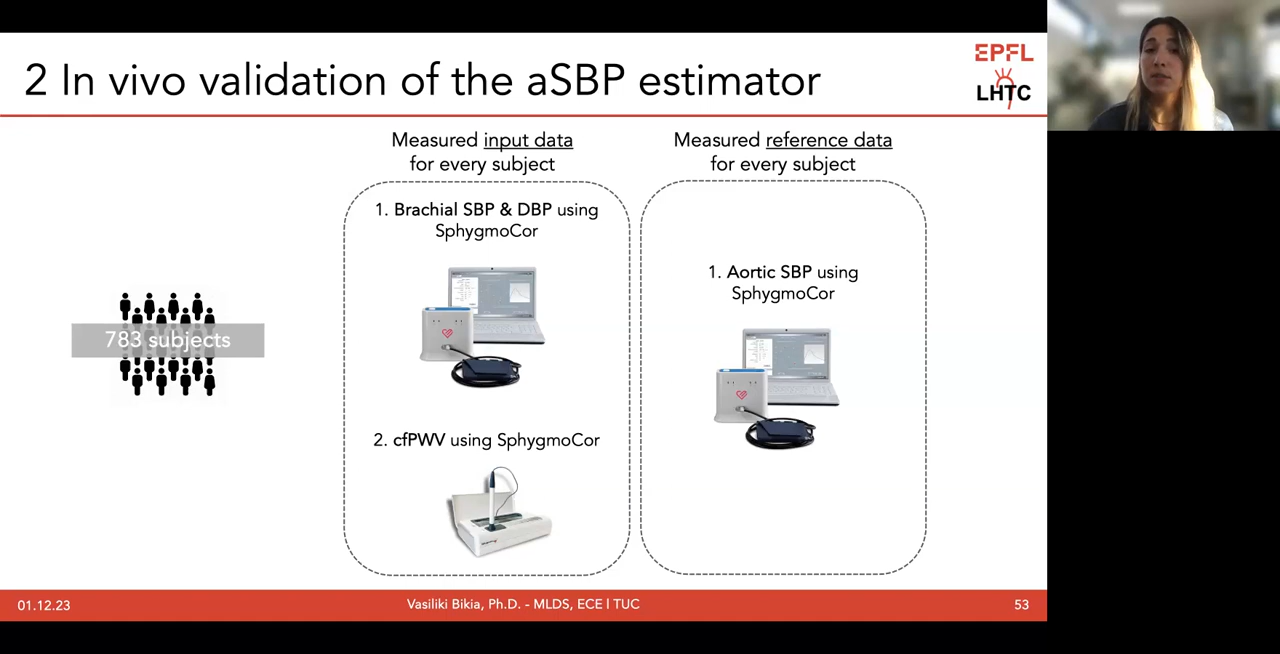 EPFL
LHTC
2 In vivo validation of the aSBP estimator
Measured input data
for every subject
1. Brachial SBP & DBP using
SphygmoCor
2. cfPWV using SphygmoCor
Measured reference data
for every subject
1. Aortic SBP using
SphygmoCor
783 subjects
01.12.23
Vasiliki Bikia, Ph.D. - MLDS, ECE | TUC
53